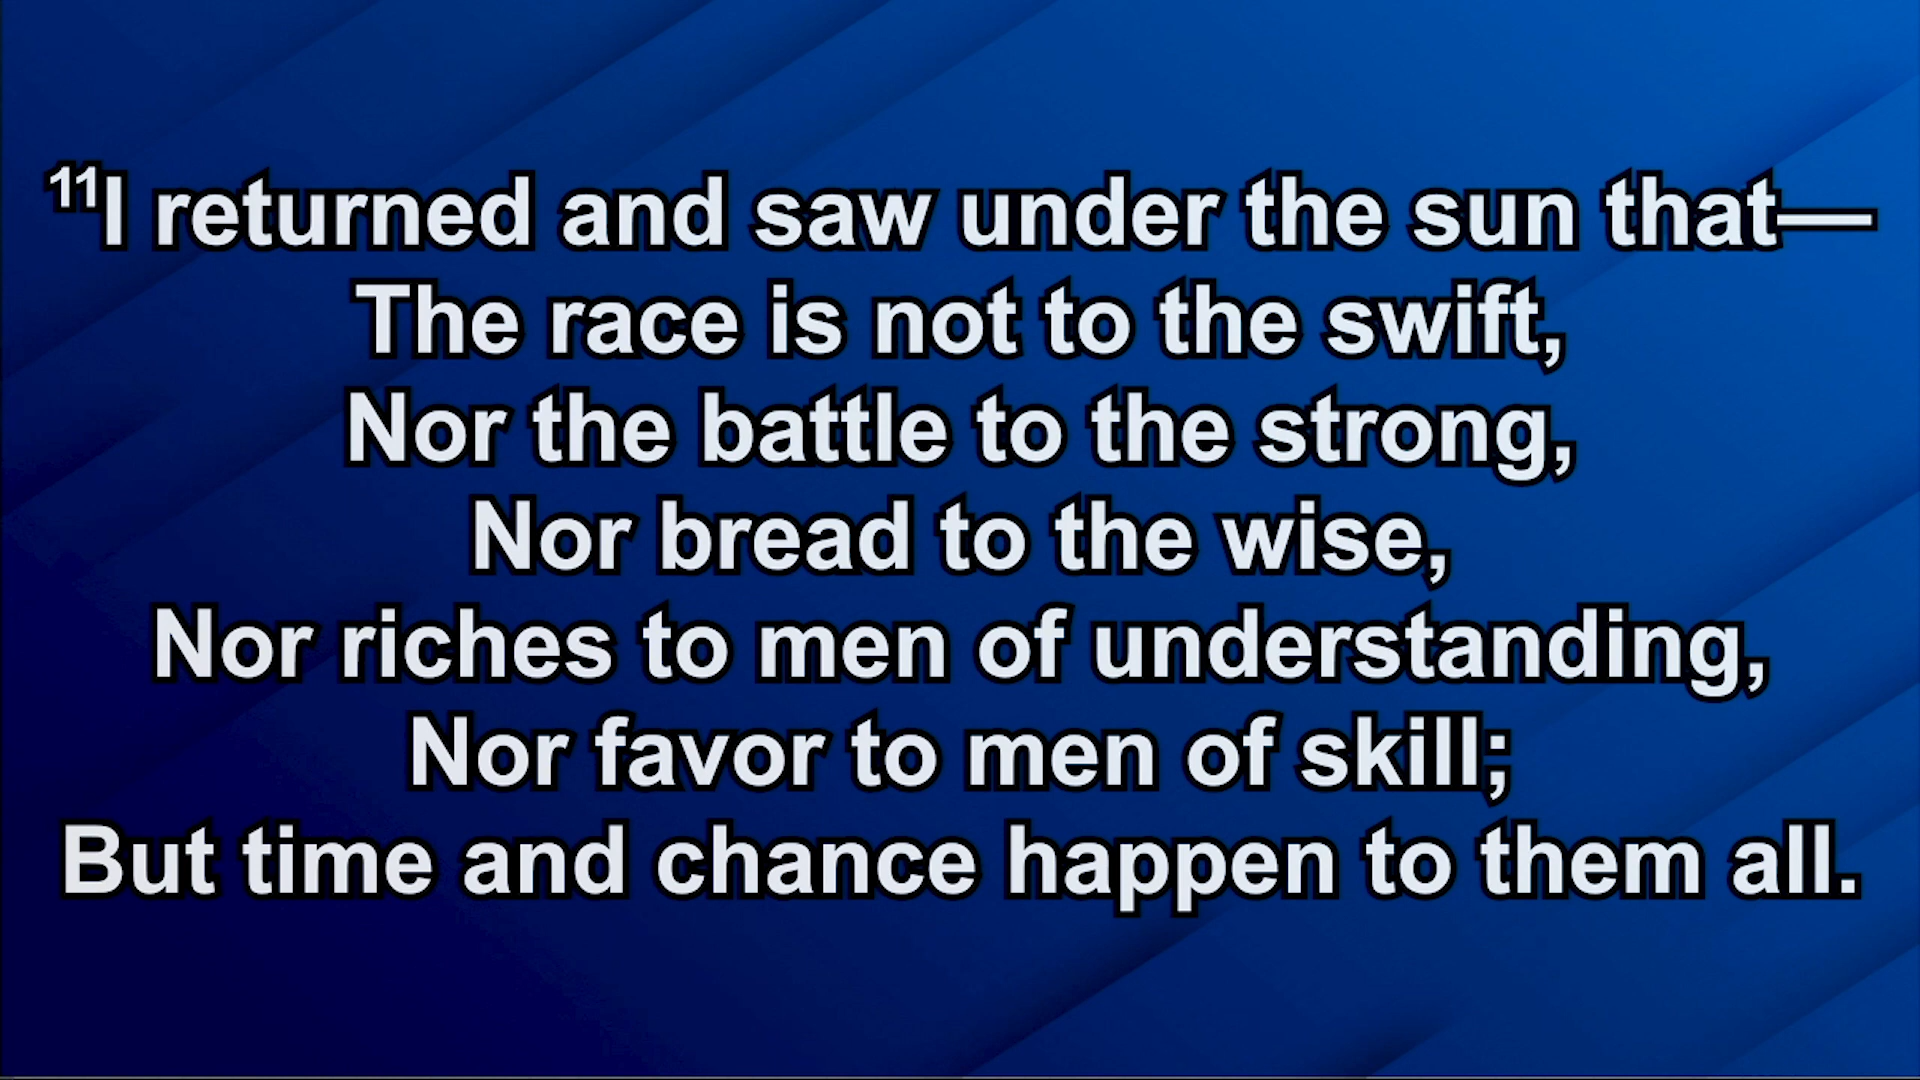 11I returned and saw under the sun that—
The race is not to the swift,
Nor the battle to the strong,
Nor bread to the wise,
Nor riches to men of understanding,
Nor favor to men of skill;
But time and chance happen to them all.